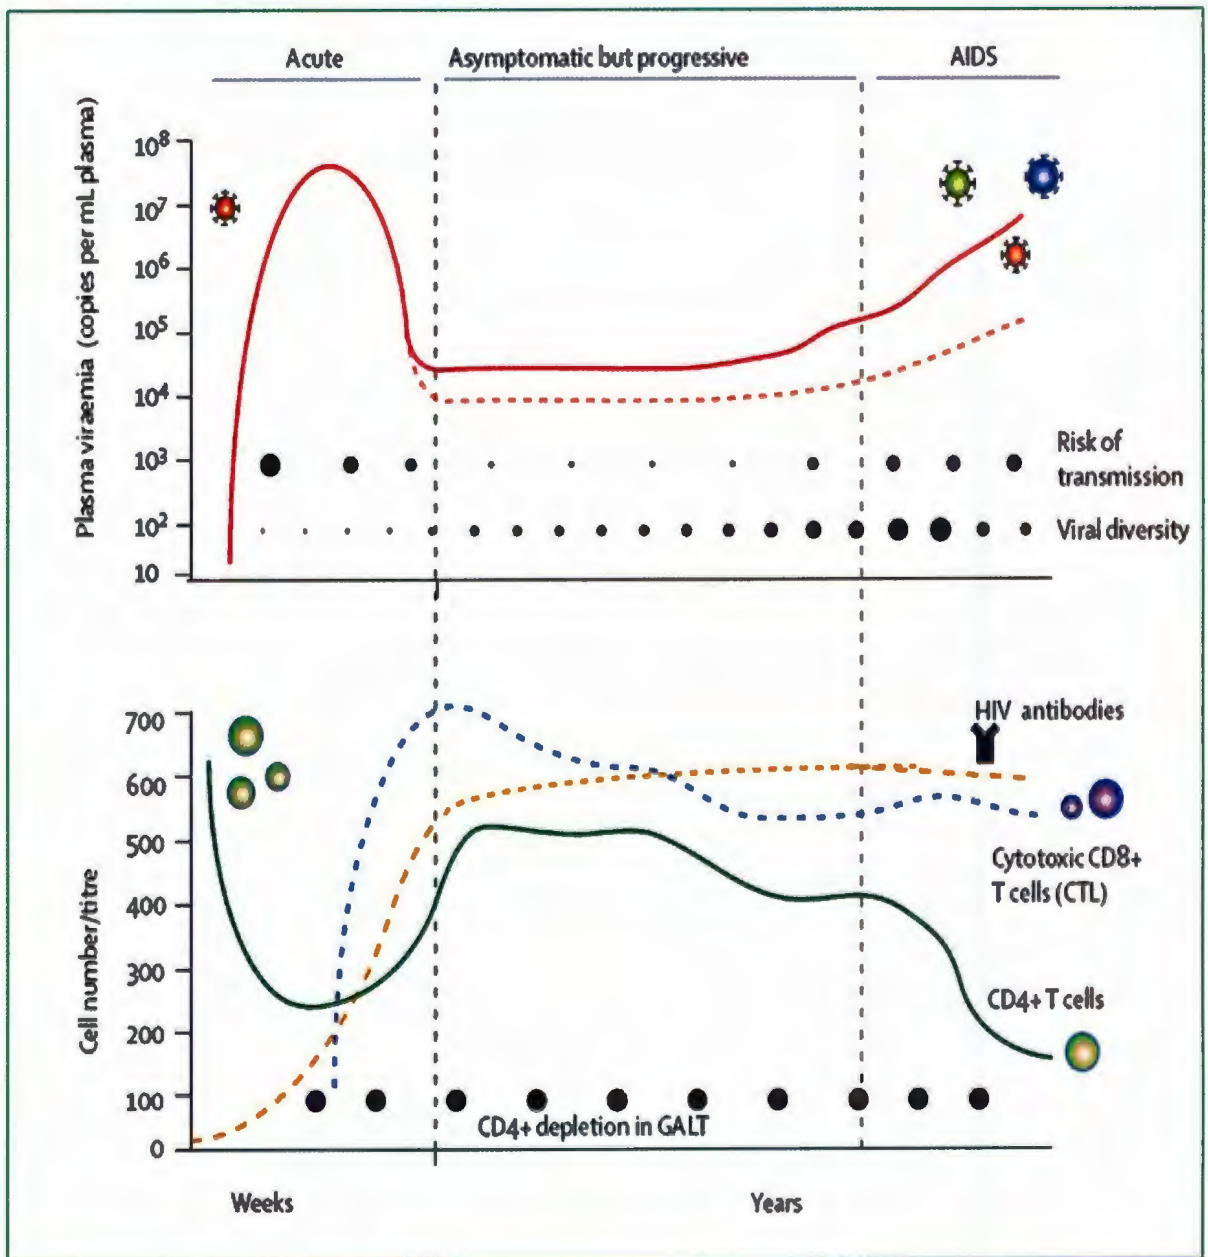 Acute
Asymptomatic but progressive
AIDS
Plasma viraemia (copies per mL plasma)
10⁸
10⁷
10⁶
10⁵
10⁴
10³
10²
10
Risk of
transmission
Viral diversity
Cell number/titre
700
600
500
400
300
200
100
0
HIV antibodies
Cytotoxic CD8+
T cells (CTL)
CD4+ T cells
CD4+ depletion in GALT
Weeks
Years